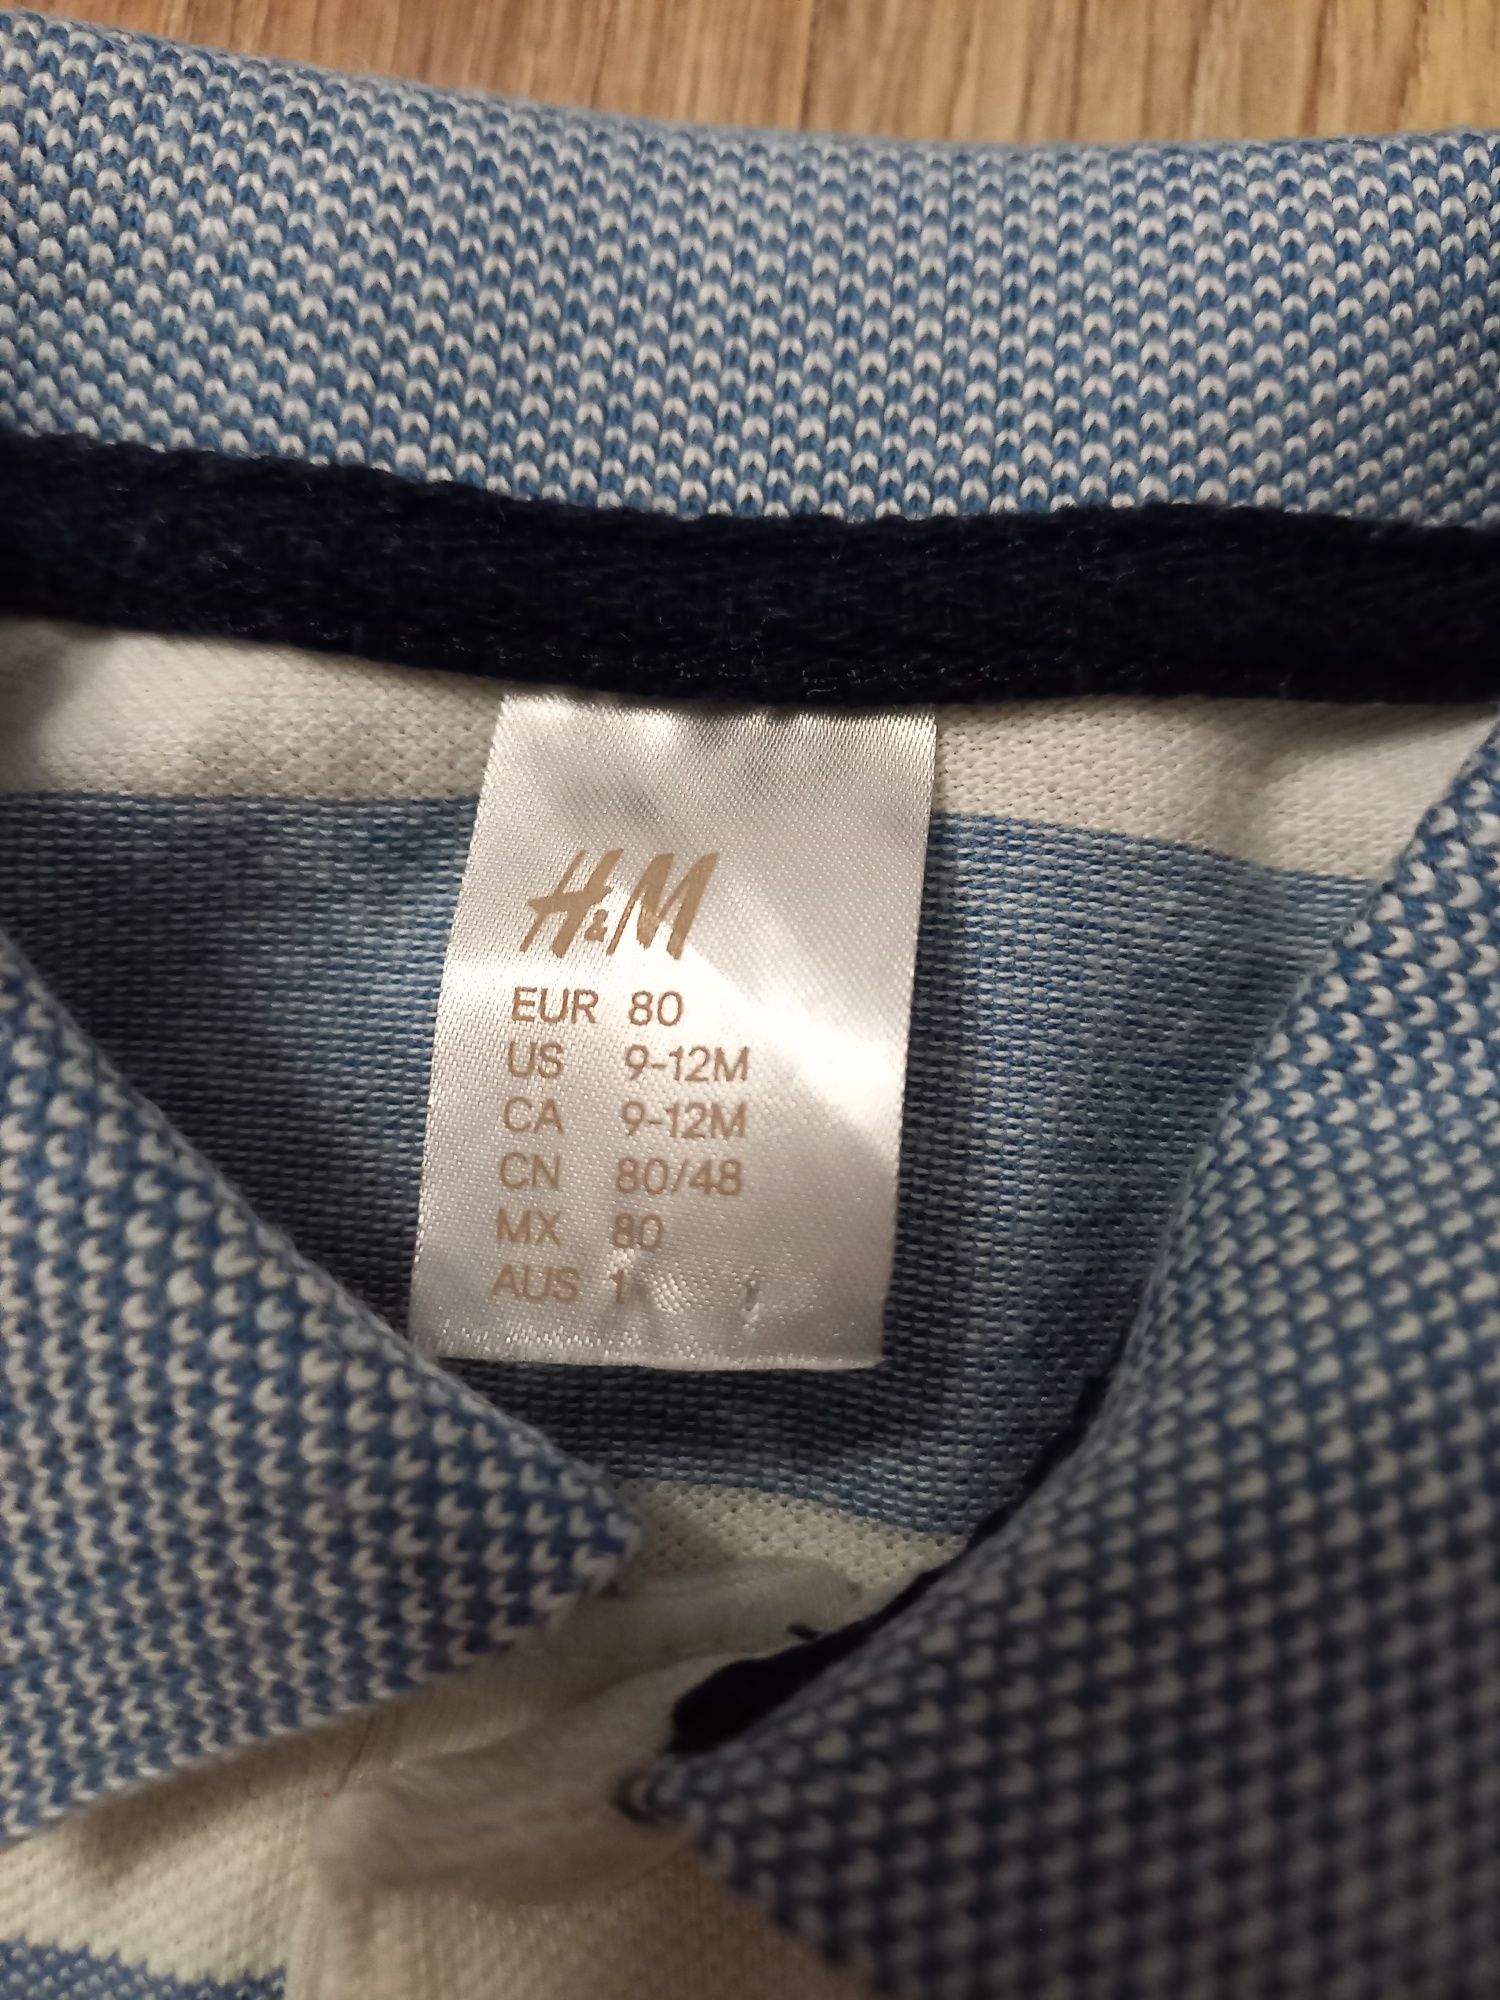 H&M
EUR 80
US 9-12M
CA 9-12M
CN 80/48
MX 80
AUS 1